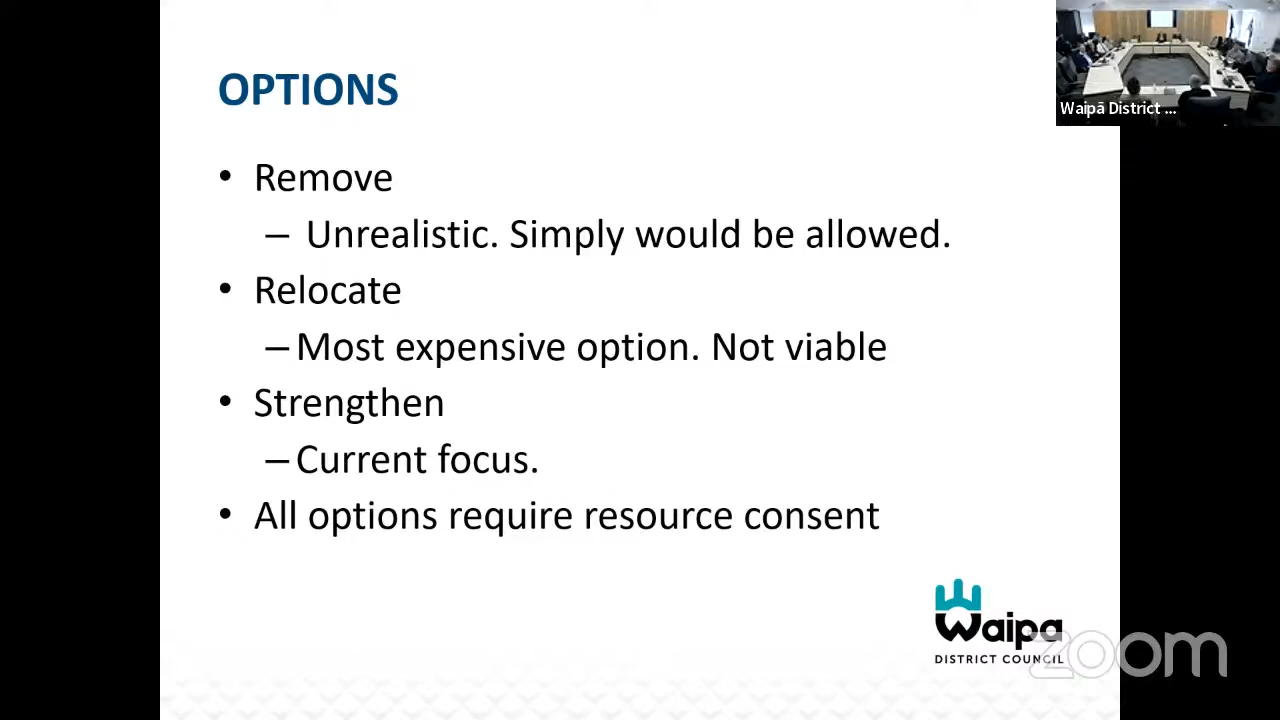 OPTIONS
Waipā District ...
• Remove
– Unrealistic. Simply would be allowed.
• Relocate
– Most expensive option. Not viable
• Strengthen
– Current focus.
• All options require resource consent
Waipa
DISTRICT COUNCIL
zoom